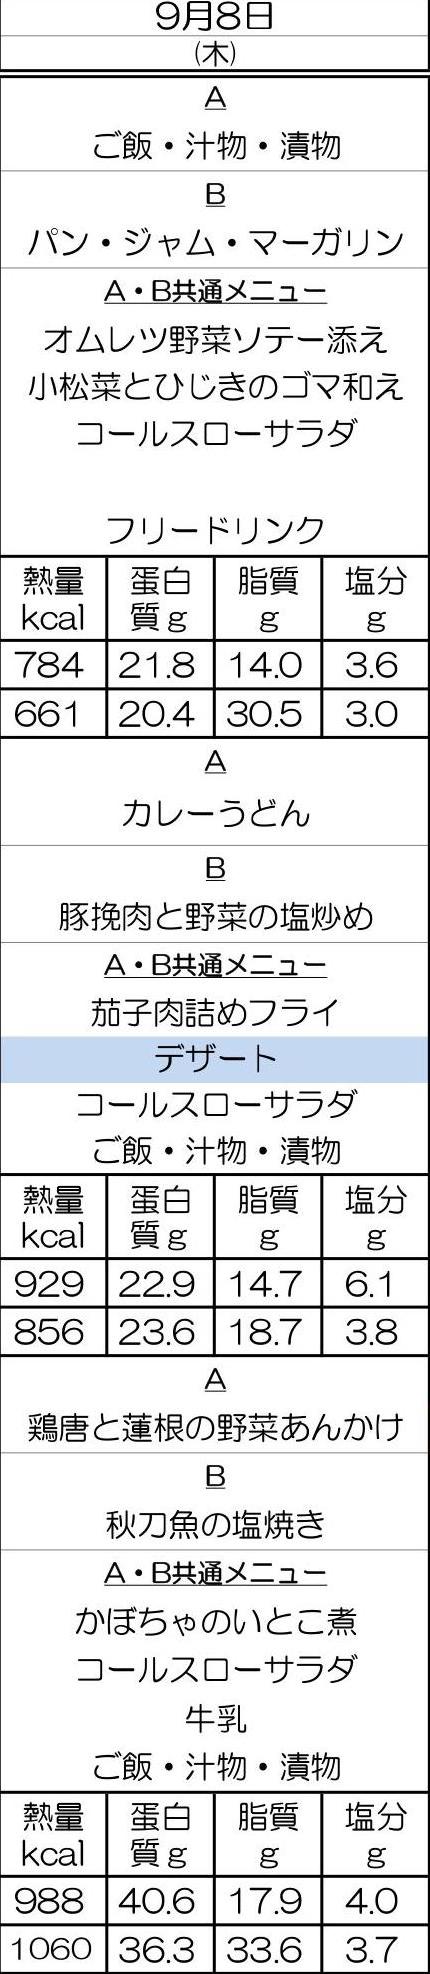 9月8日
(木)
A
ご飯・汁物・漬物
B
パン・ジャム・マーガリン
A・B共通メニュー
オムレツ野菜ソテー添え
小松菜とひじきのゴマ和え
コールスローサラダ
フリードリンク
熱量 蛋白 脂質 塩分
kcal 質g g g
784 21.8 14.0 3.6
661 20.4 30.5 3.0
A
カレーうどん
B
豚挽肉と野菜の塩炒め
A・B共通メニュー
茄子肉詰めフライ
デザート
コールスローサラダ
ご飯・汁物・漬物
熱量 蛋白 脂質 塩分
kcal 質g g g
929 22.9 14.7 6.1
856 23.6 18.7 3.8
A
鶏唐と蓮根の野菜あんかけ
B
秋刀魚の塩焼き
A・B共通メニュー
かぼちゃのいとこ煮
コールスローサラダ
牛乳
ご飯・汁物・漬物
熱量 蛋白 脂質 塩分
kcal 質g g g
988 40.6 17.9 4.0
1060 36.3 33.6 3.7